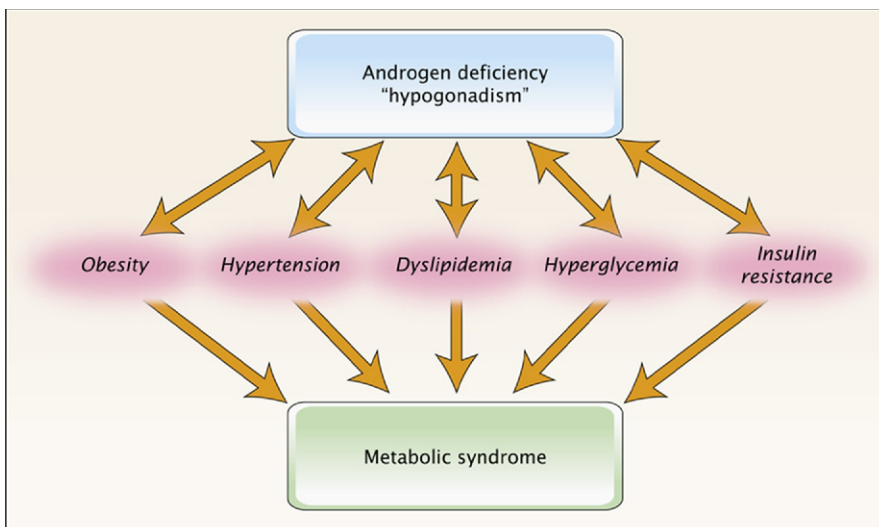 Androgen deficiency
“hypogonadism”
Obesity
Hypertension
Dyslipidemia
Hyperglycemia
Insulin
resistance
Metabolic syndrome